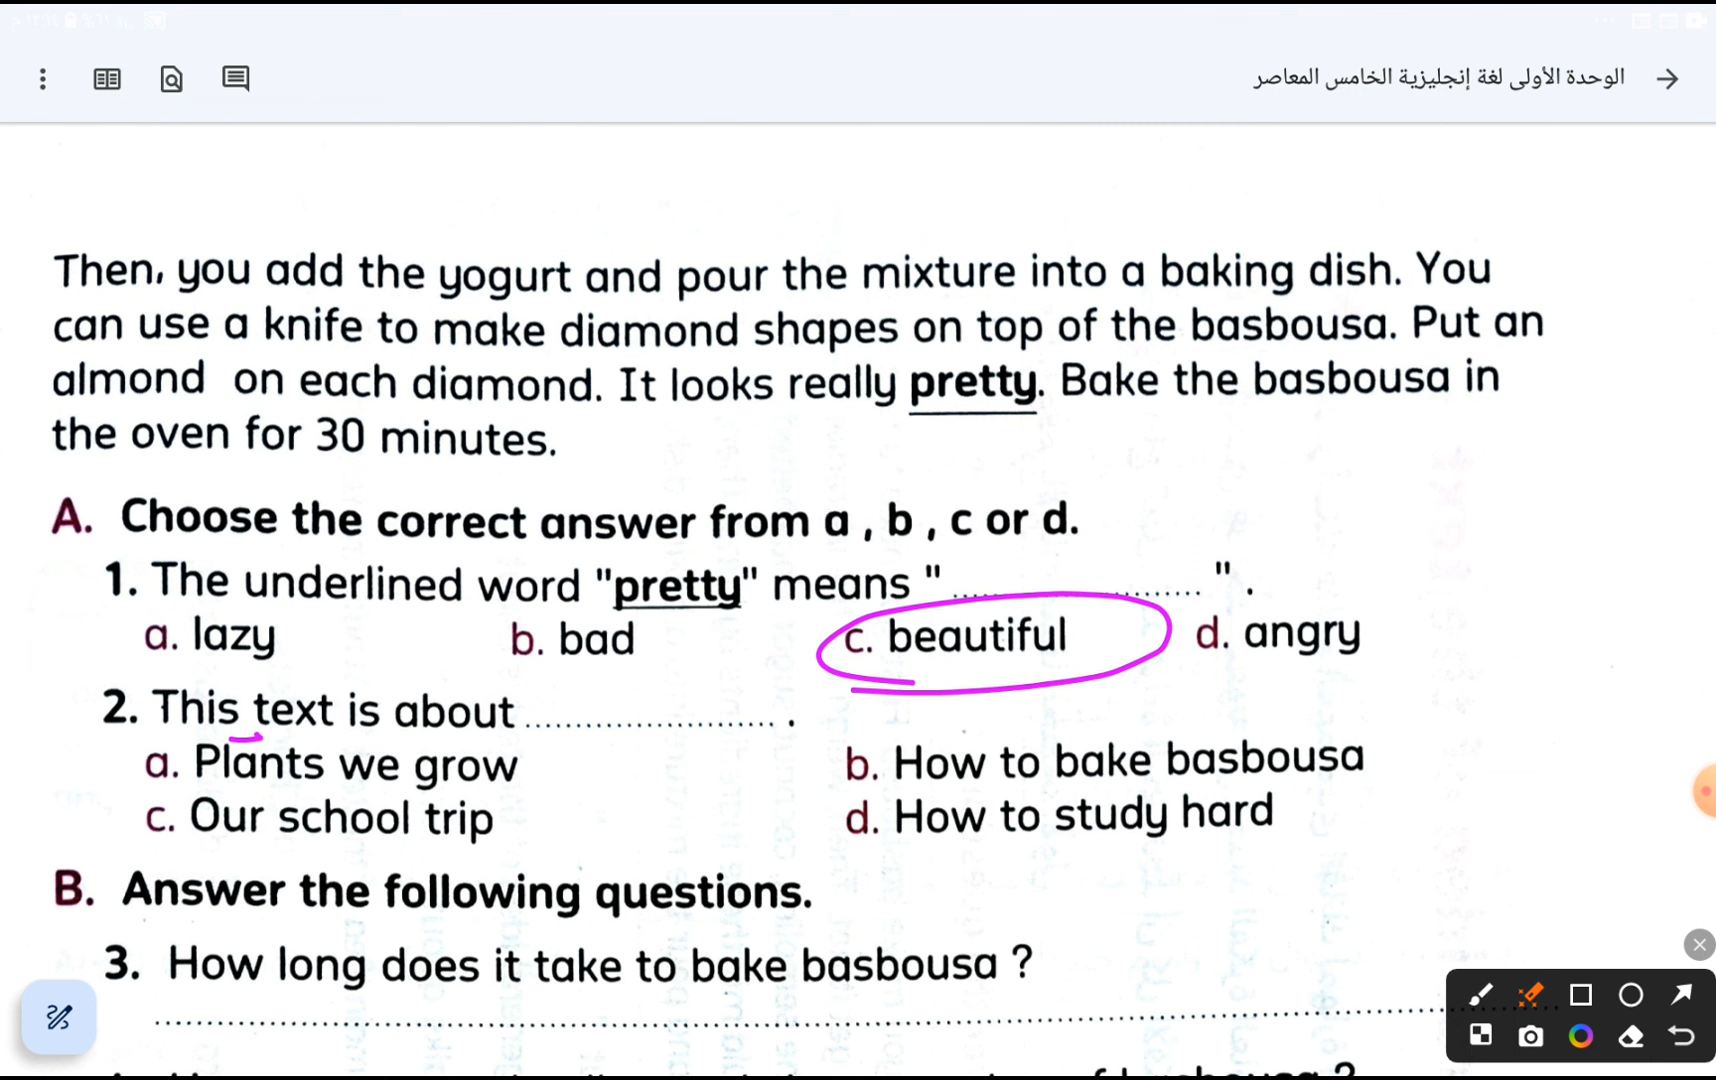 الوحدة الأولى لغة إنجليزية الخامس المعاصر
Then, you add the yogurt and pour the mixture into a baking dish. You
can use a knife to make diamond shapes on top of the basbousa. Put an
almond on each diamond. It looks really pretty. Bake the basbousa in
the oven for 30 minutes.
A. Choose the correct answer from a , b , c or d.
1. The underlined word "pretty" means "........................".
a. lazy b. bad c. beautiful d. angry
2. This text is about ........................ .
a. Plants we grow b. How to bake basbousa
c. Our school trip d. How to study hard
B. Answer the following questions.
3. How long does it take to bake basbousa ?